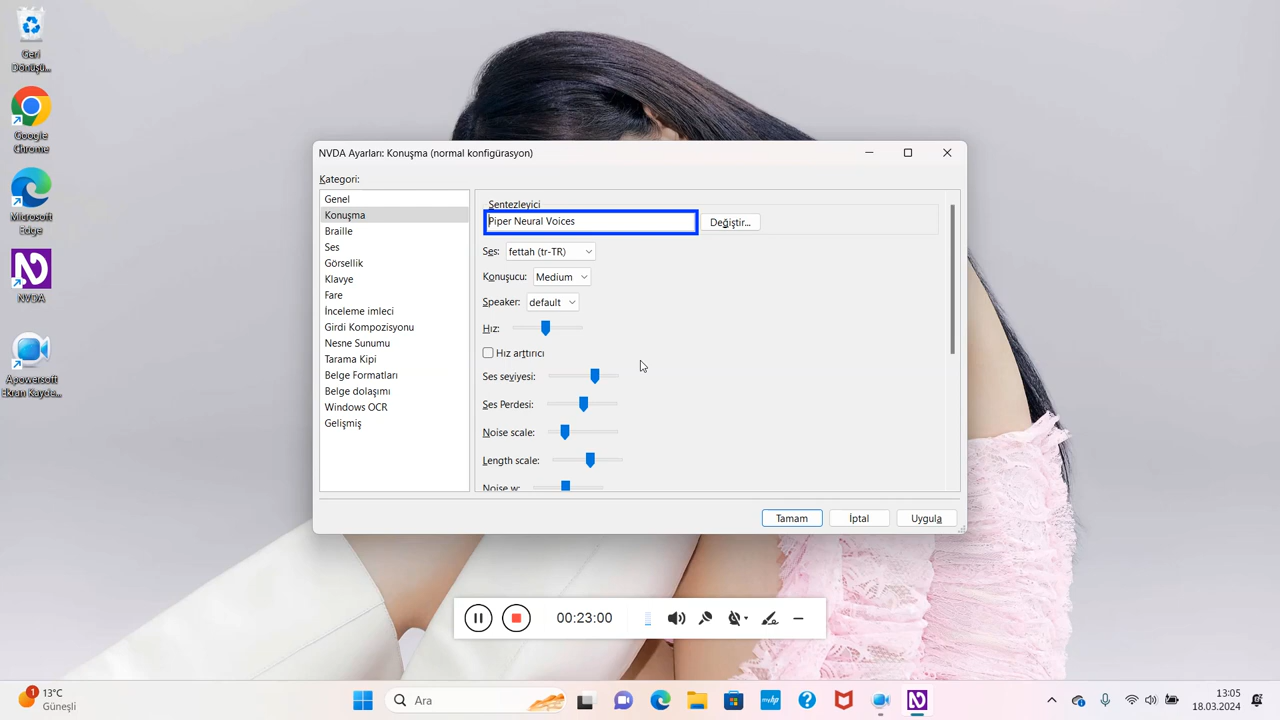 Geri
Dönüşü...
Google
Chrome
Microsoft
Edge
NVDA
Apowersoft
Ekran Kayde...
NVDA Ayarları: Konuşma (normal konfigürasyon)
Kategori:
Genel
Konuşma
Braille
Ses
Görsellik
Klavye
Fare
İnceleme imleci
Girdi Kompozisyonu
Nesne Sunumu
Tarama Kipi
Belge Formatları
Belge dolaşımı
Windows OCR
Gelişmiş
Sentezleyici
Piper Neural Voices
Değiştir...
Ses: fettah (tr-TR)
Konuşucu: Medium
Speaker: default
Hız:
Hız arttırıcı
Ses seviyesi:
Ses Perdesi:
Noise scale:
Length scale:
Noise w:
Tamam İptal Uygula
00:23:00
1
13°C
Güneşli
Ara
myhp
13:05
18.03.2024